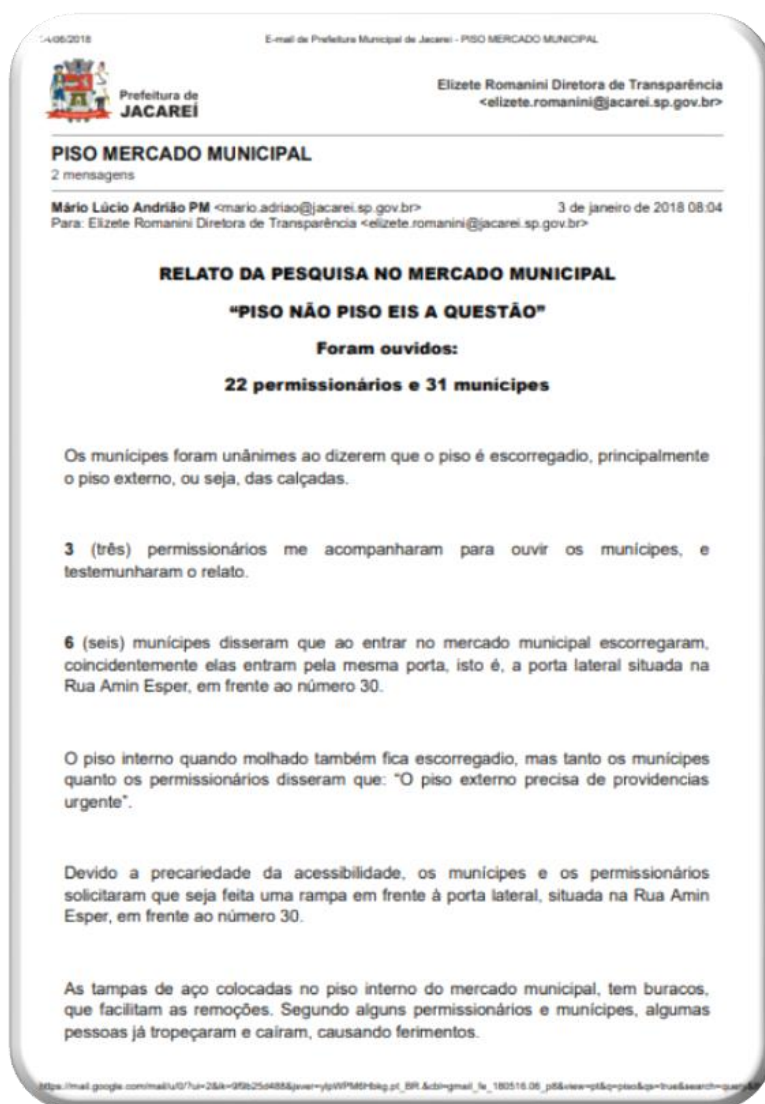 E-mail de Prefeitura Municipal de Jacarei - PISO MERCADO MUNICIPAL
Prefeitura de
JACAREÍ
Elizete Romanini Diretora de Transparência
<elizete.romanini@jacarei.sp.gov.br>
PISO MERCADO MUNICIPAL
2 mensagens
Mário Lúcio Andrião PM <mario.adriao@jacarei.sp.gov.br> 3 de janeiro de 2018 08:04
Para: Elizete Romanini Diretora de Transparência <elizete.romanini@jacarei.sp.gov.br>
RELATO DA PESQUISA NO MERCADO MUNICIPAL
“PISO NÃO PISO EIS A QUESTÃO”
Foram ouvidos:
22 permissionários e 31 munícipes
Os munícipes foram unânimes ao dizerem que o piso é escorregadio, principalmente
o piso externo, ou seja, das calçadas.
3 (três) permissionários me acompanharam para ouvir os munícipes, e
testemunharam o relato.
6 (seis) munícipes disseram que ao entrar no mercado municipal escorregaram,
coincidentemente elas entram pela mesma porta, isto é, a porta lateral situada na
Rua Amin Esper, em frente ao número 30.
O piso interno quando molhado também fica escorregadio, mas tanto os munícipes
quanto os permissionários disseram que: “O piso externo precisa de providencias
urgente”.
Devido a precariedade da acessibilidade, os munícipes e os permissionários
solicitaram que seja feita uma rampa em frente à porta lateral, situada na Rua Amin
Esper, em frente ao número 30.
As tampas de aço colocadas no piso interno do mercado municipal, tem buracos,
que facilitam as remoções. Segundo alguns permissionários e munícipes, algumas
pessoas já tropeçaram e caíram, causando ferimentos.